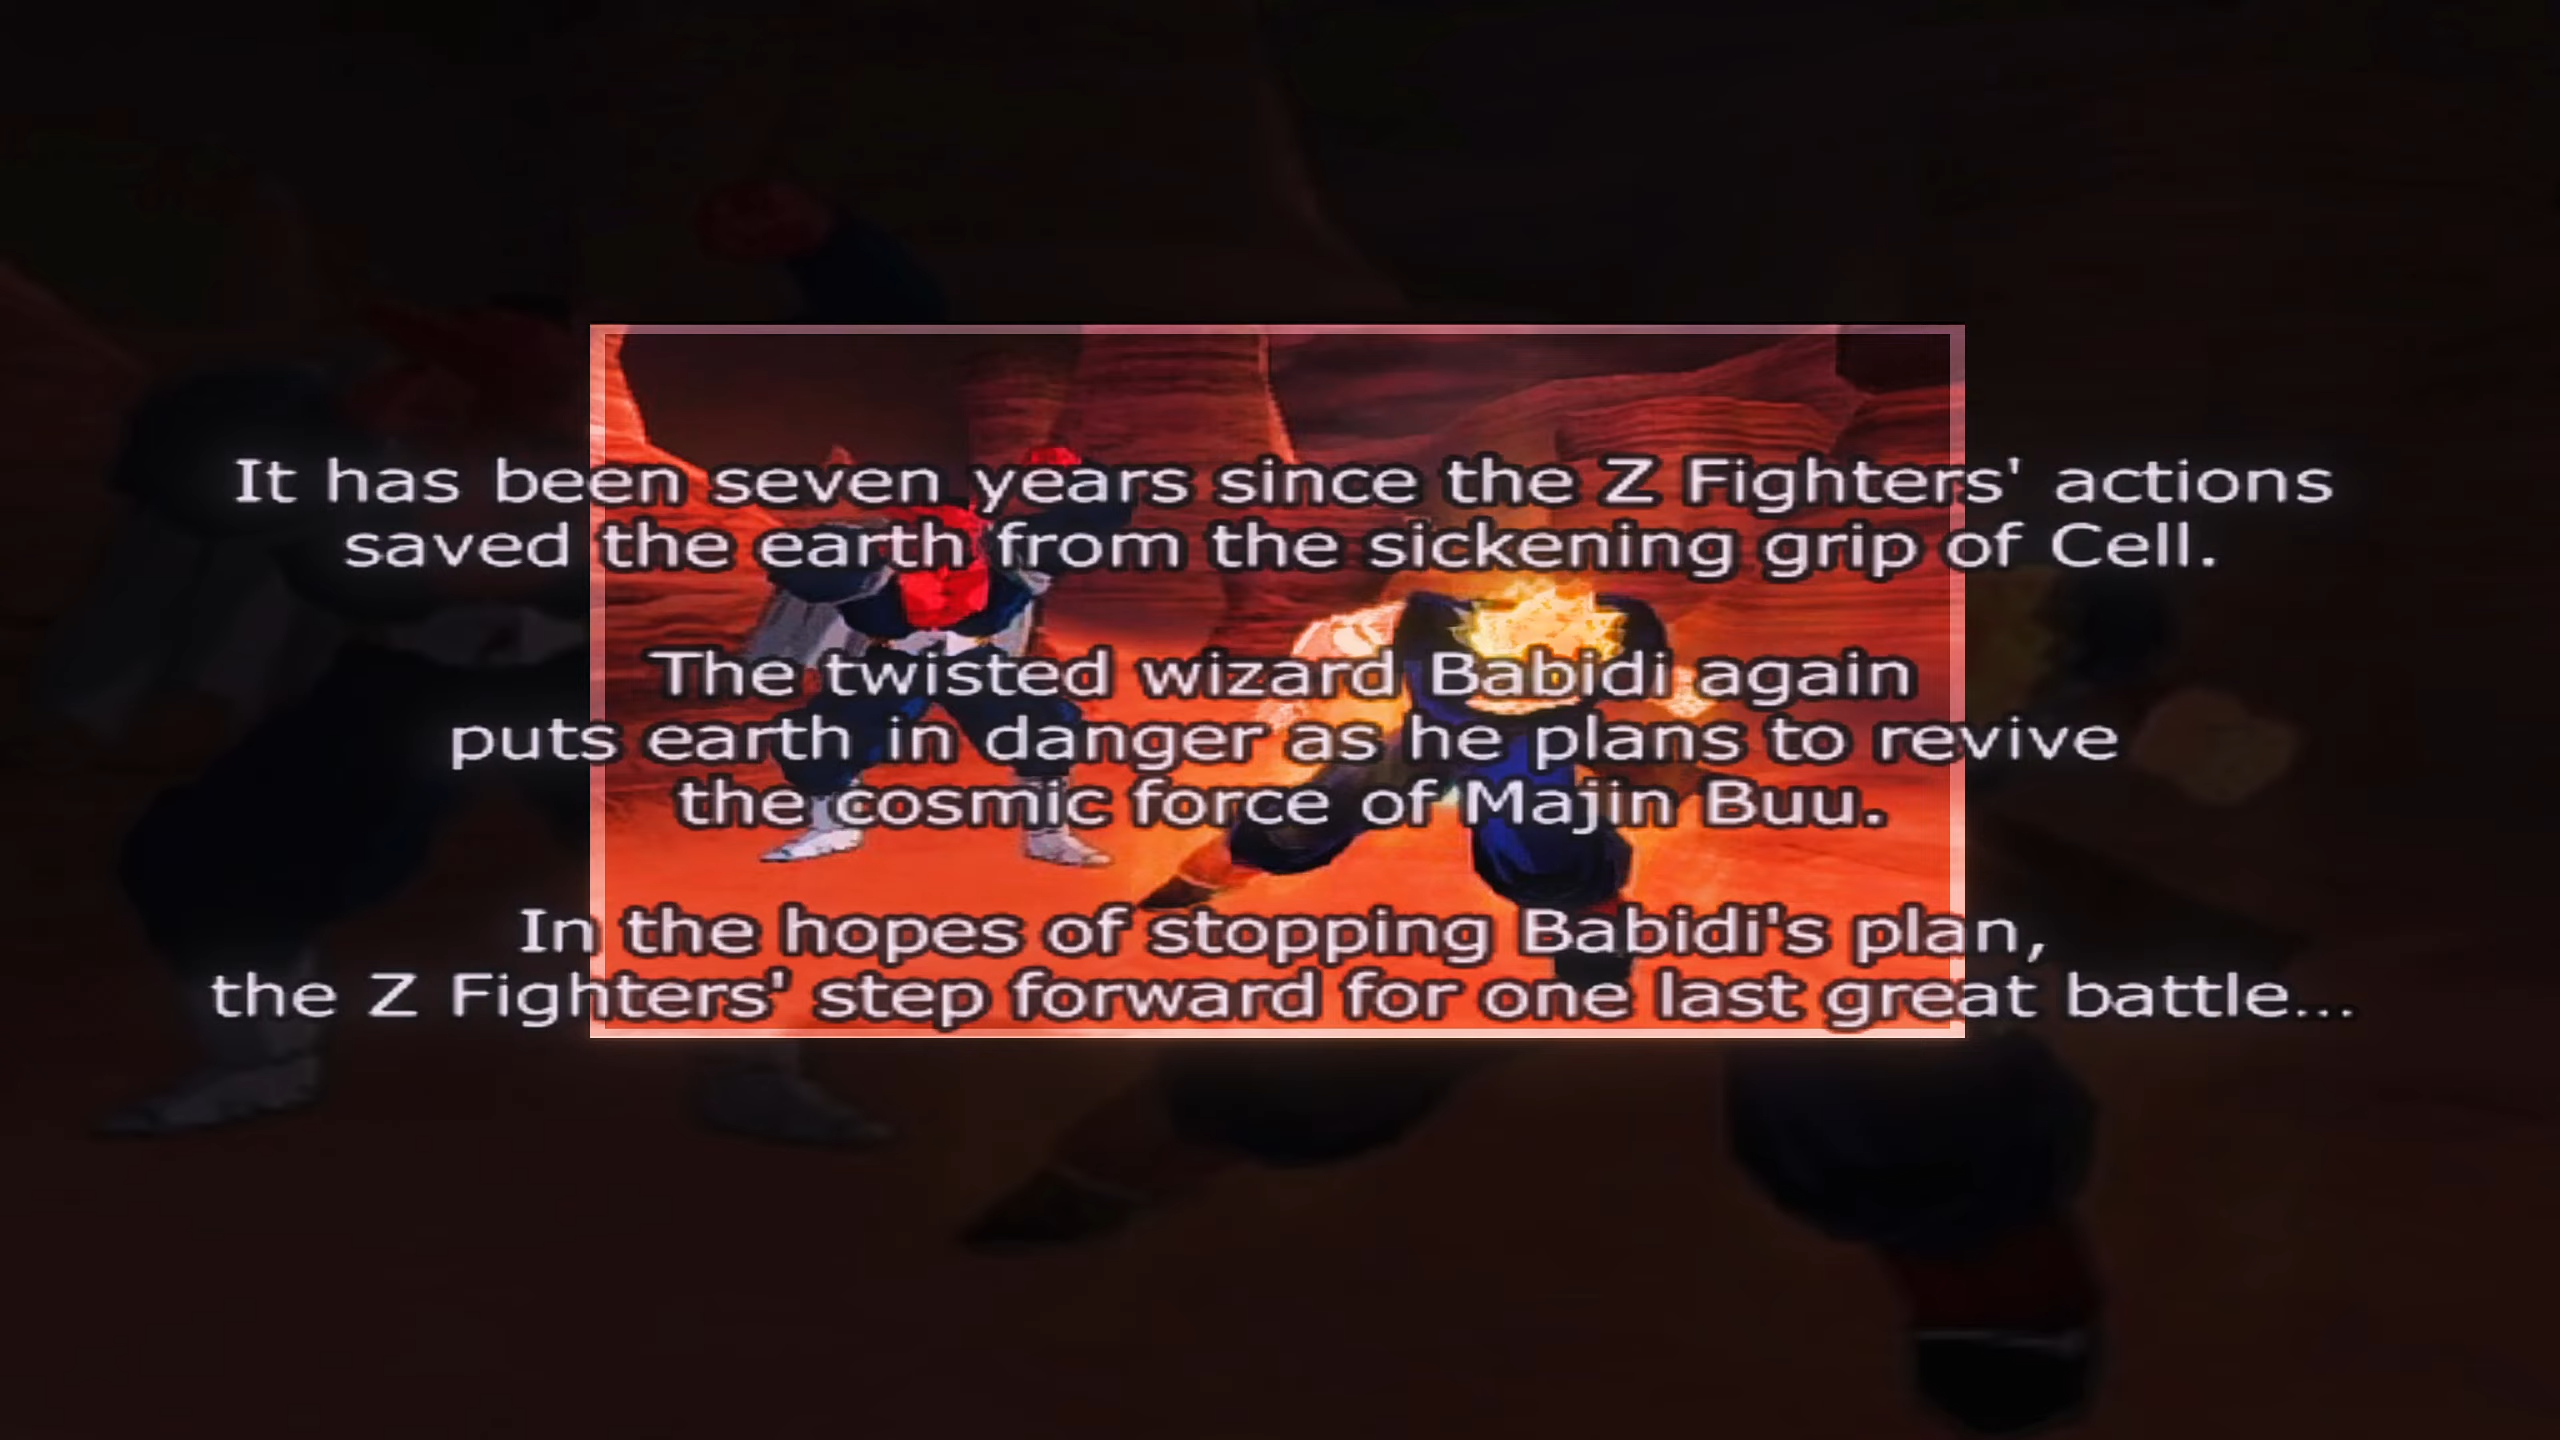 It has been seven years since the Z Fighters' actions
saved the earth from the sickening grip of Cell.
The twisted wizard Babidi again
puts earth in danger as he plans to revive
the cosmic force of Majin Buu.
In the hopes of stopping Babidi's plan,
the Z Fighters' step forward for one last great battle...